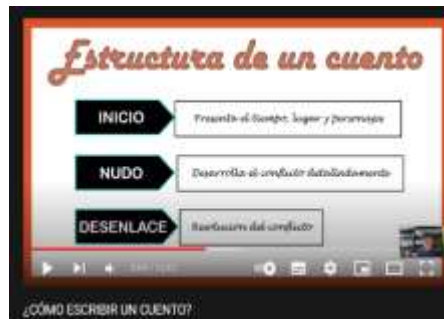 Estructura de un cuento
INICIO
Presenta el tiempo, lugar y personajes
NUDO
Desarrolla el conflicto detalladamente
DESENLACE
Resolución del conflicto
¿CÓMO ESCRIBIR UN CUENTO?